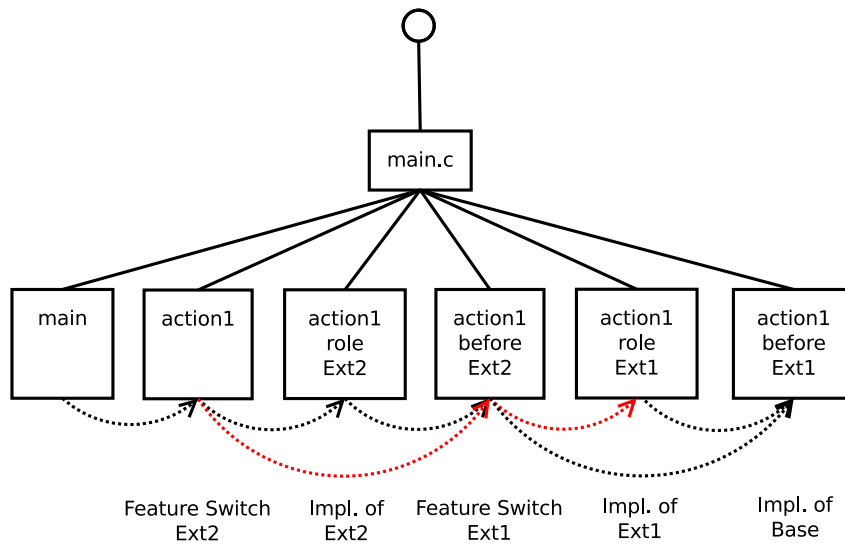 main.c
main
action1
action1
role
Ext2
action1
before
Ext2
action1
role
Ext1
action1
before
Ext1
Feature Switch
Ext2
Impl. of
Ext2
Feature Switch
Ext1
Impl. of
Ext1
Impl. of
Base